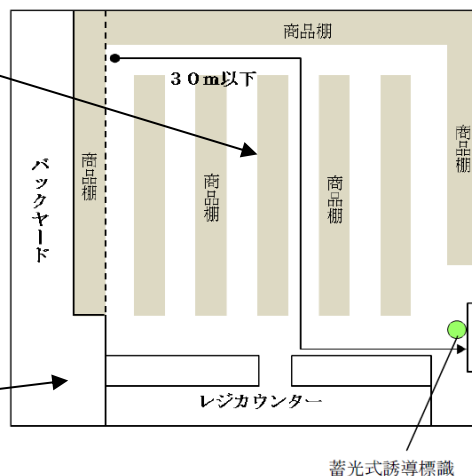 商品棚
３０ｍ以下
バックヤード
商品棚
商品棚
商品棚
商品棚
レジカウンター
蓄光式誘導標識